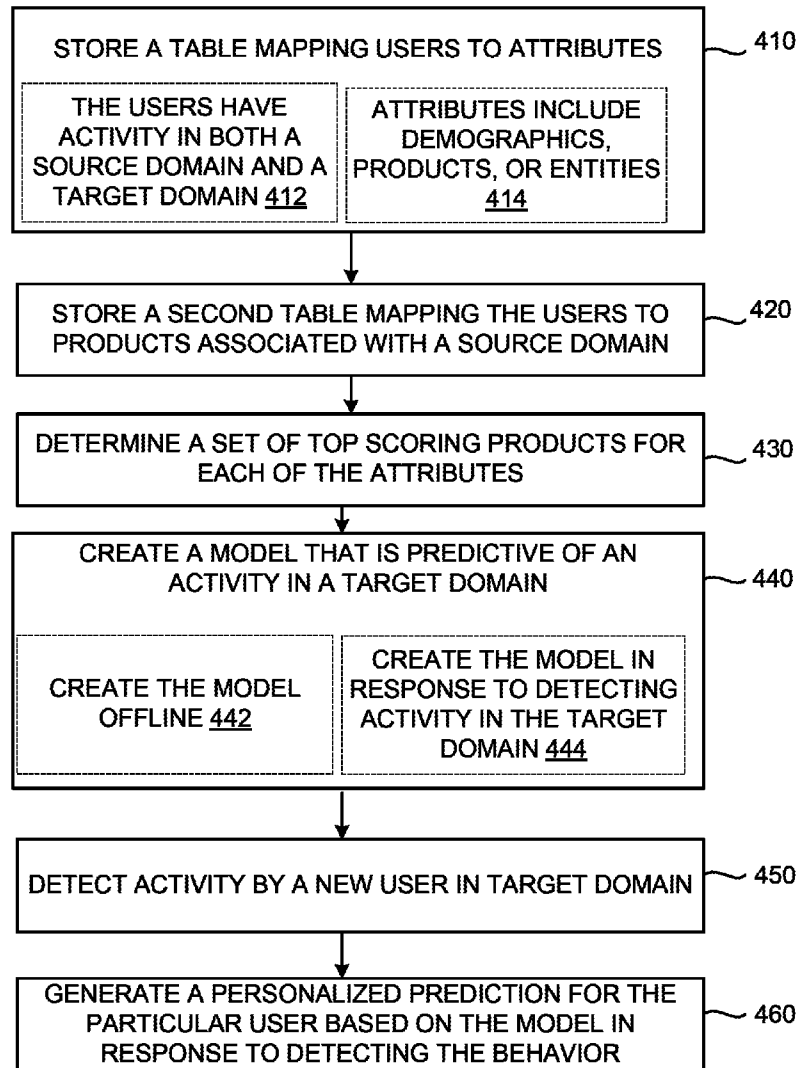 STORE A TABLE MAPPING USERS TO ATTRIBUTES
410
THE USERS HAVE
ACTIVITY IN BOTH A
SOURCE DOMAIN AND A
TARGET DOMAIN 412
ATTRIBUTES INCLUDE
DEMOGRAPHICS,
PRODUCTS, OR ENTITIES
414
STORE A SECOND TABLE MAPPING THE USERS TO
PRODUCTS ASSOCIATED WITH A SOURCE DOMAIN
420
DETERMINE A SET OF TOP SCORING PRODUCTS FOR
EACH OF THE ATTRIBUTES
430
CREATE A MODEL THAT IS PREDICTIVE OF AN
ACTIVITY IN A TARGET DOMAIN
440
CREATE THE MODEL
OFFLINE 442
CREATE THE MODEL IN
RESPONSE TO DETECTING
ACTIVITY IN THE TARGET
DOMAIN 444
DETECT ACTIVITY BY A NEW USER IN TARGET DOMAIN
450
GENERATE A PERSONALIZED PREDICTION FOR THE
PARTICULAR USER BASED ON THE MODEL IN
RESPONSE TO DETECTING THE BEHAVIOR
460